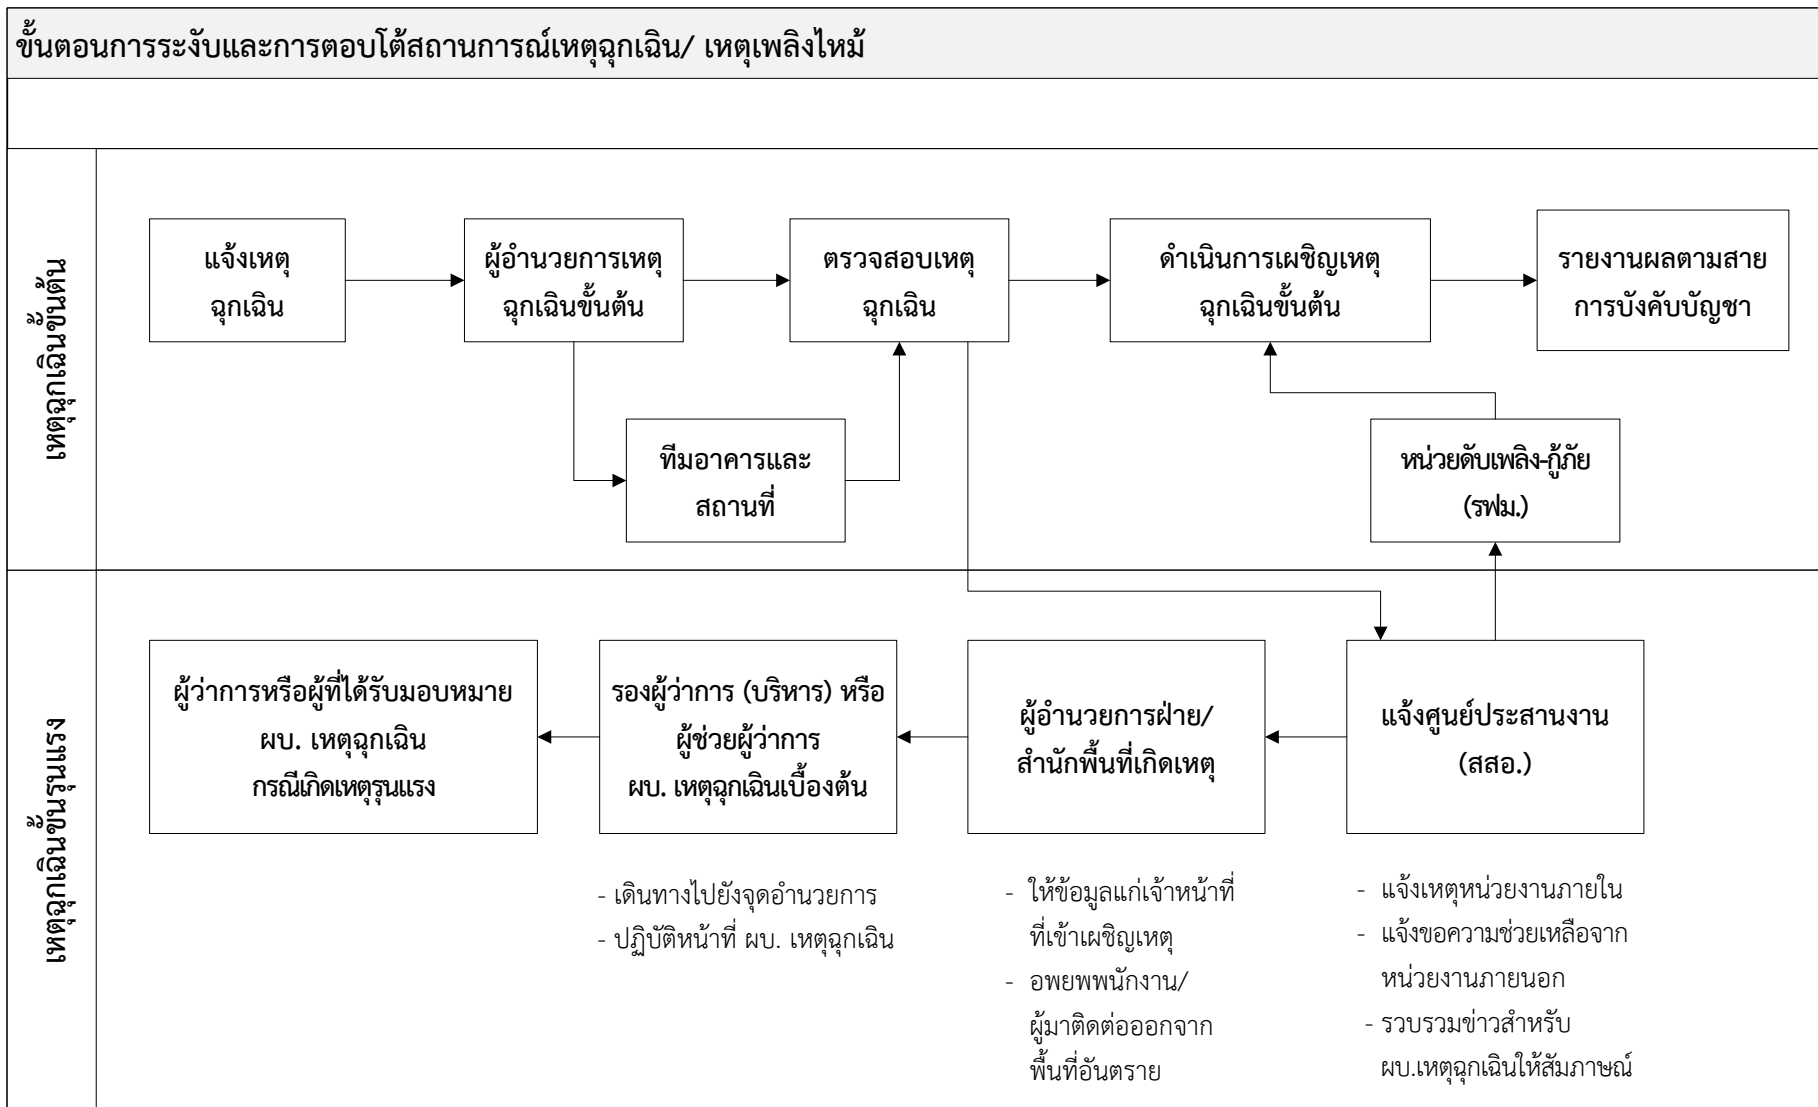 ขั้นตอนการระงับและการตอบโต้สถานการณ์เหตุฉุกเฉิน/ เหตุเพลิงไหม้
เหตุฉุกเฉินขั้นต้น
แจ้งเหตุ
ฉุกเฉิน
ผู้อำนวยการเหตุ
ฉุกเฉินขั้นต้น
ตรวจสอบเหตุ
ฉุกเฉิน
ดำเนินการเผชิญเหตุ
ฉุกเฉินขั้นต้น
รายงานผลตามสาย
การบังคับบัญชา
ทีมอาคารและ
สถานที่
หน่วยดับเพลิง-กู้ภัย
(รฟม.)
เหตุฉุกเฉินขั้นรุนแรง
ผู้ว่าการหรือผู้ที่ได้รับมอบหมาย
ผบ. เหตุฉุกเฉิน
กรณีเกิดเหตุรุนแรง
รองผู้ว่าการ (บริหาร) หรือ
ผู้ช่วยผู้ว่าการ
ผบ. เหตุฉุกเฉินเบื้องต้น
ผู้อำนวยการฝ่าย/
สำนักพื้นที่เกิดเหตุ
แจ้งศูนย์ประสานงาน
(สสอ.)
- เดินทางไปยังจุดอำนวยการ
- ปฏิบัติหน้าที่ ผบ. เหตุฉุกเฉิน
- ให้ข้อมูลแก่เจ้าหน้าที่
ที่เข้าเผชิญเหตุ
- อพยพพนักงาน/
ผู้มาติดต่อออกจาก
พื้นที่อันตราย
- แจ้งเหตุหน่วยงานภายใน
- แจ้งขอความช่วยเหลือจาก
หน่วยงานภายนอก
- รวบรวมข่าวสำหรับ
ผบ.เหตุฉุกเฉินให้สัมภาษณ์